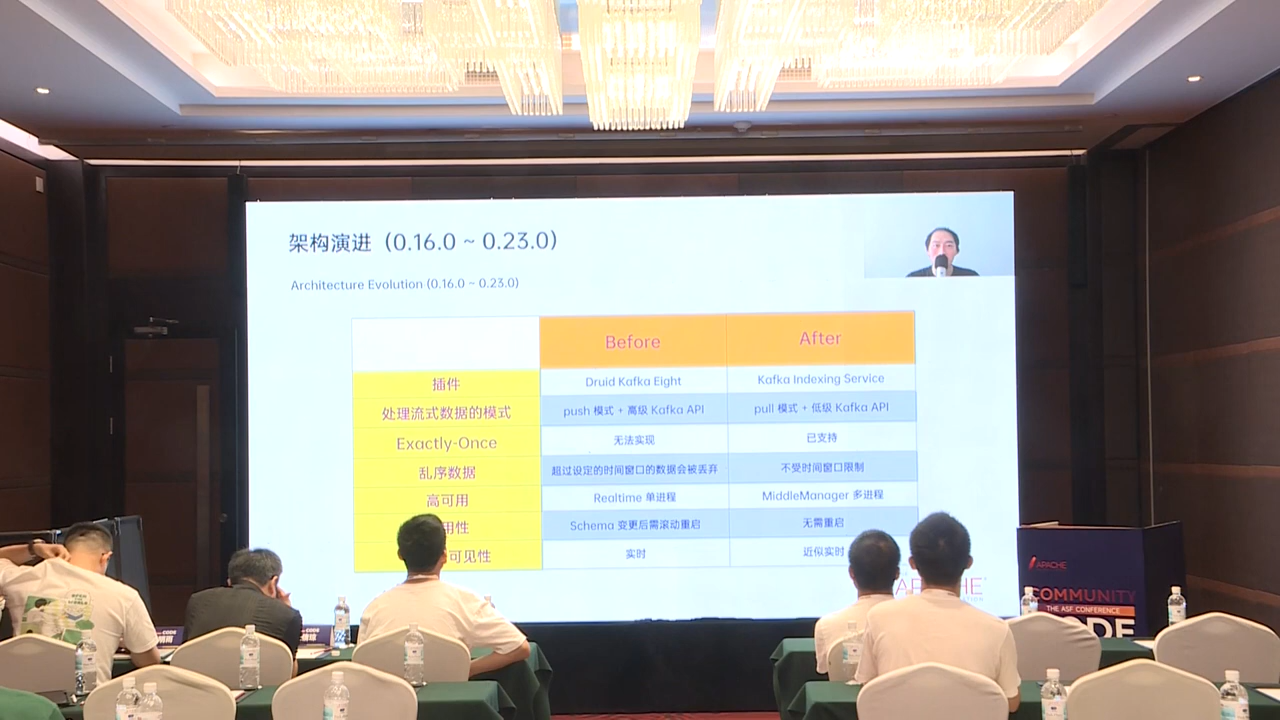 架构演进（0.16.0 ~ 0.23.0）
Architecture Evolution (0.16.0 ~ 0.23.0)
Before After
插件 Druid Kafka Eight Kafka Indexing Service
处理流式数据的模式 push 模式 + 高级 Kafka API pull 模式 + 低级 Kafka API
Exactly-Once 无法实现 已支持
乱序数据 超过设定的时间窗口的数据会被丢弃 不受时间窗口限制
高可用 Realtime 单进程 MiddleManager 多进程
用性 Schema 变更后需滚动重启 无需重启
可见性 实时 近似实时
APACHE
COMMUNITY
THE ASF CONFERENCE
CODE